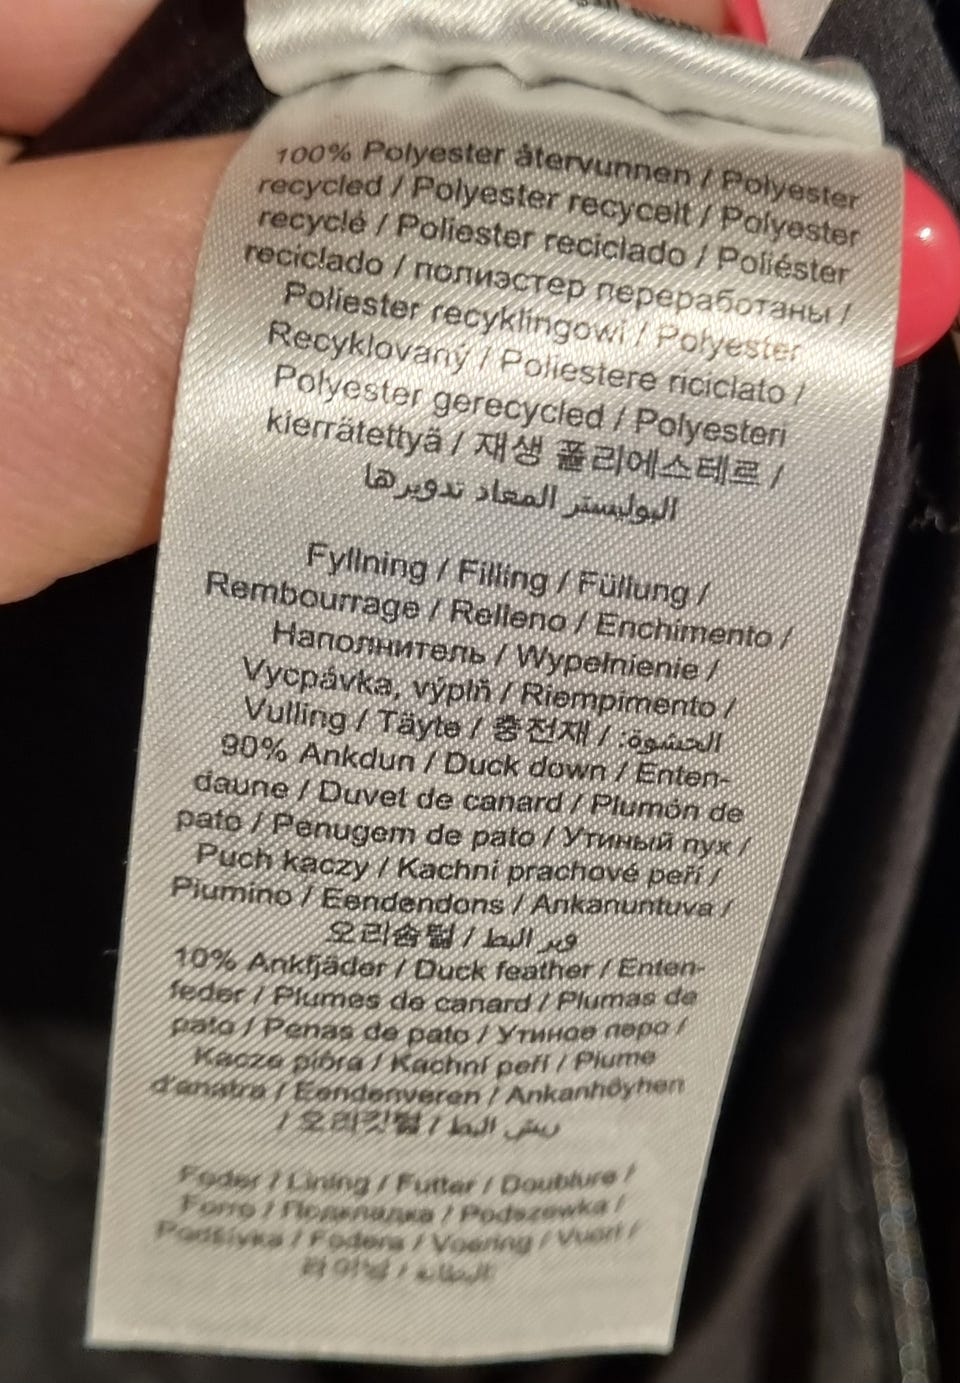 100% Polyester återvunnen / Polyester
recycled / Polyester recycelt / Polyester
recyclé / Poliester reciclado / Poliéster
reciclado / полиэстер переработаны /
Poliester recyklingowi / Polyester
Recyklovaný / Poliestere riciclato /
Polyester gerecycled / Polyesteri
kierrätettyä / 재생 폴리에스테르 /
البوليستر المعاد تدويرها
Fyllning / Filling / Füllung /
Rembourrage / Relleno / Enchimento /
Наполнитель / Wypełnienie /
Vycpávka, výplň / Riempimento /
Vulling / Täyte / 충전재 / الحشوة:
90% Ankdun / Duck down / Enten-
daune / Duvet de canard / Plumón de
pato / Penugem de pato / Утиный пух /
Puch kaczy / Kachní prachové peří /
Piumino / Eendendons / Ankanuntuva /
오리솜털 / وبر البط
10% Ankfjäder / Duck feather / Enten-
feder / Plumes de canard / Plumas de
pato / Penas de pato / Утиное перо /
Kacze pióra / Kachní peří / Piume
d'anatra / Eendenveren / Ankanhöyhen
/ 오리깃털 / ريش البط
Foder / Lining / Futter / Doublure /
Forro / Подкладка / Podszewka /
Podšívka / Fodera / Voering / Vuori /
라이닝 / البطانة: